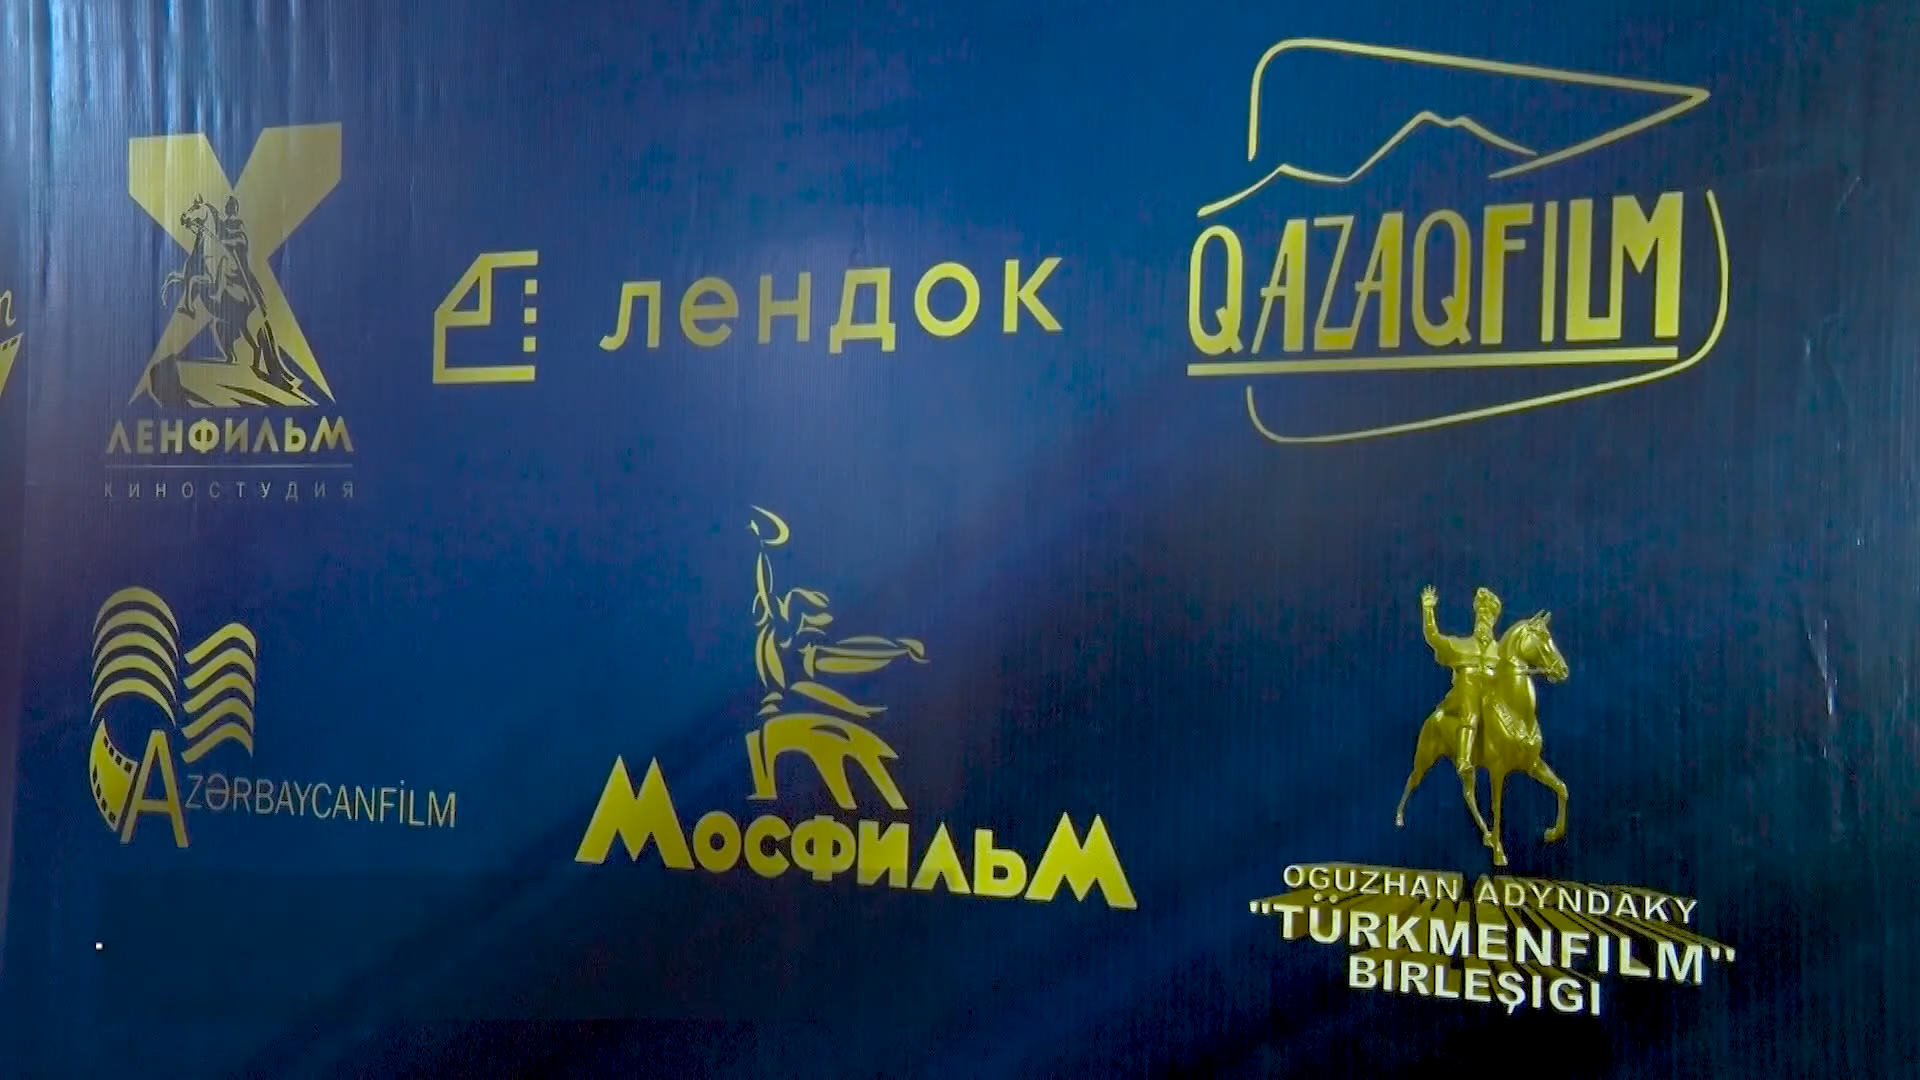 ЛЕНФИЛЬМ
КИНОСТУДИЯ
лендок
QAZAQFILM
AZƏRBAYCANFİLM
МОСФИЛЬМ
OGUZHAN ADYNDAKY
"TÜRKMENFILM"
BIRLEŞIGI